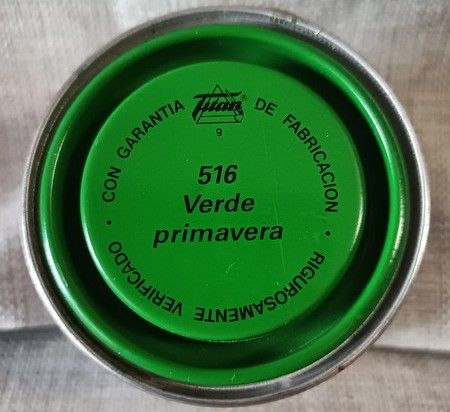 Titan®
9
516
Verde
primavera
CON GARANTIA DE FABRICACION · RIGUROSAMENTE VERIFICADO ·